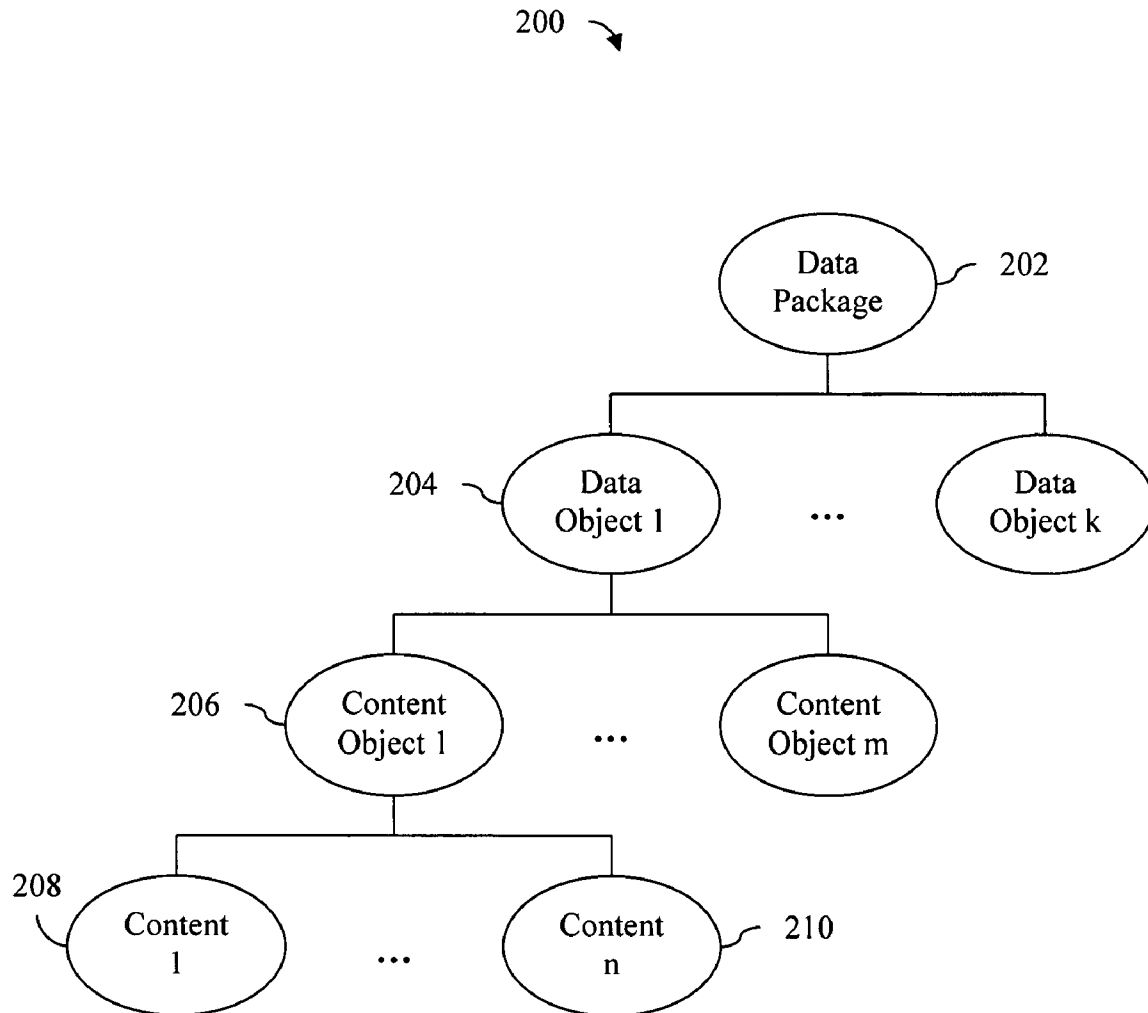 200
Data
Package
202
204
Data
Object 1
...
Data
Object k
206
Content
Object 1
...
Content
Object m
208
Content
1
...
Content
n
210